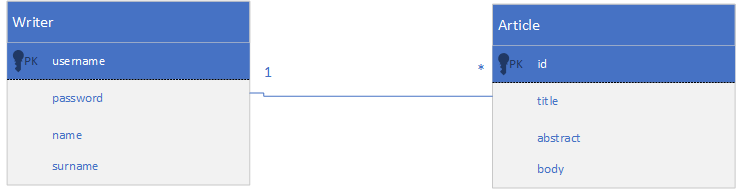 Writer
PK username
password
name
surname
1
*
Article
PK id
title
abstract
body